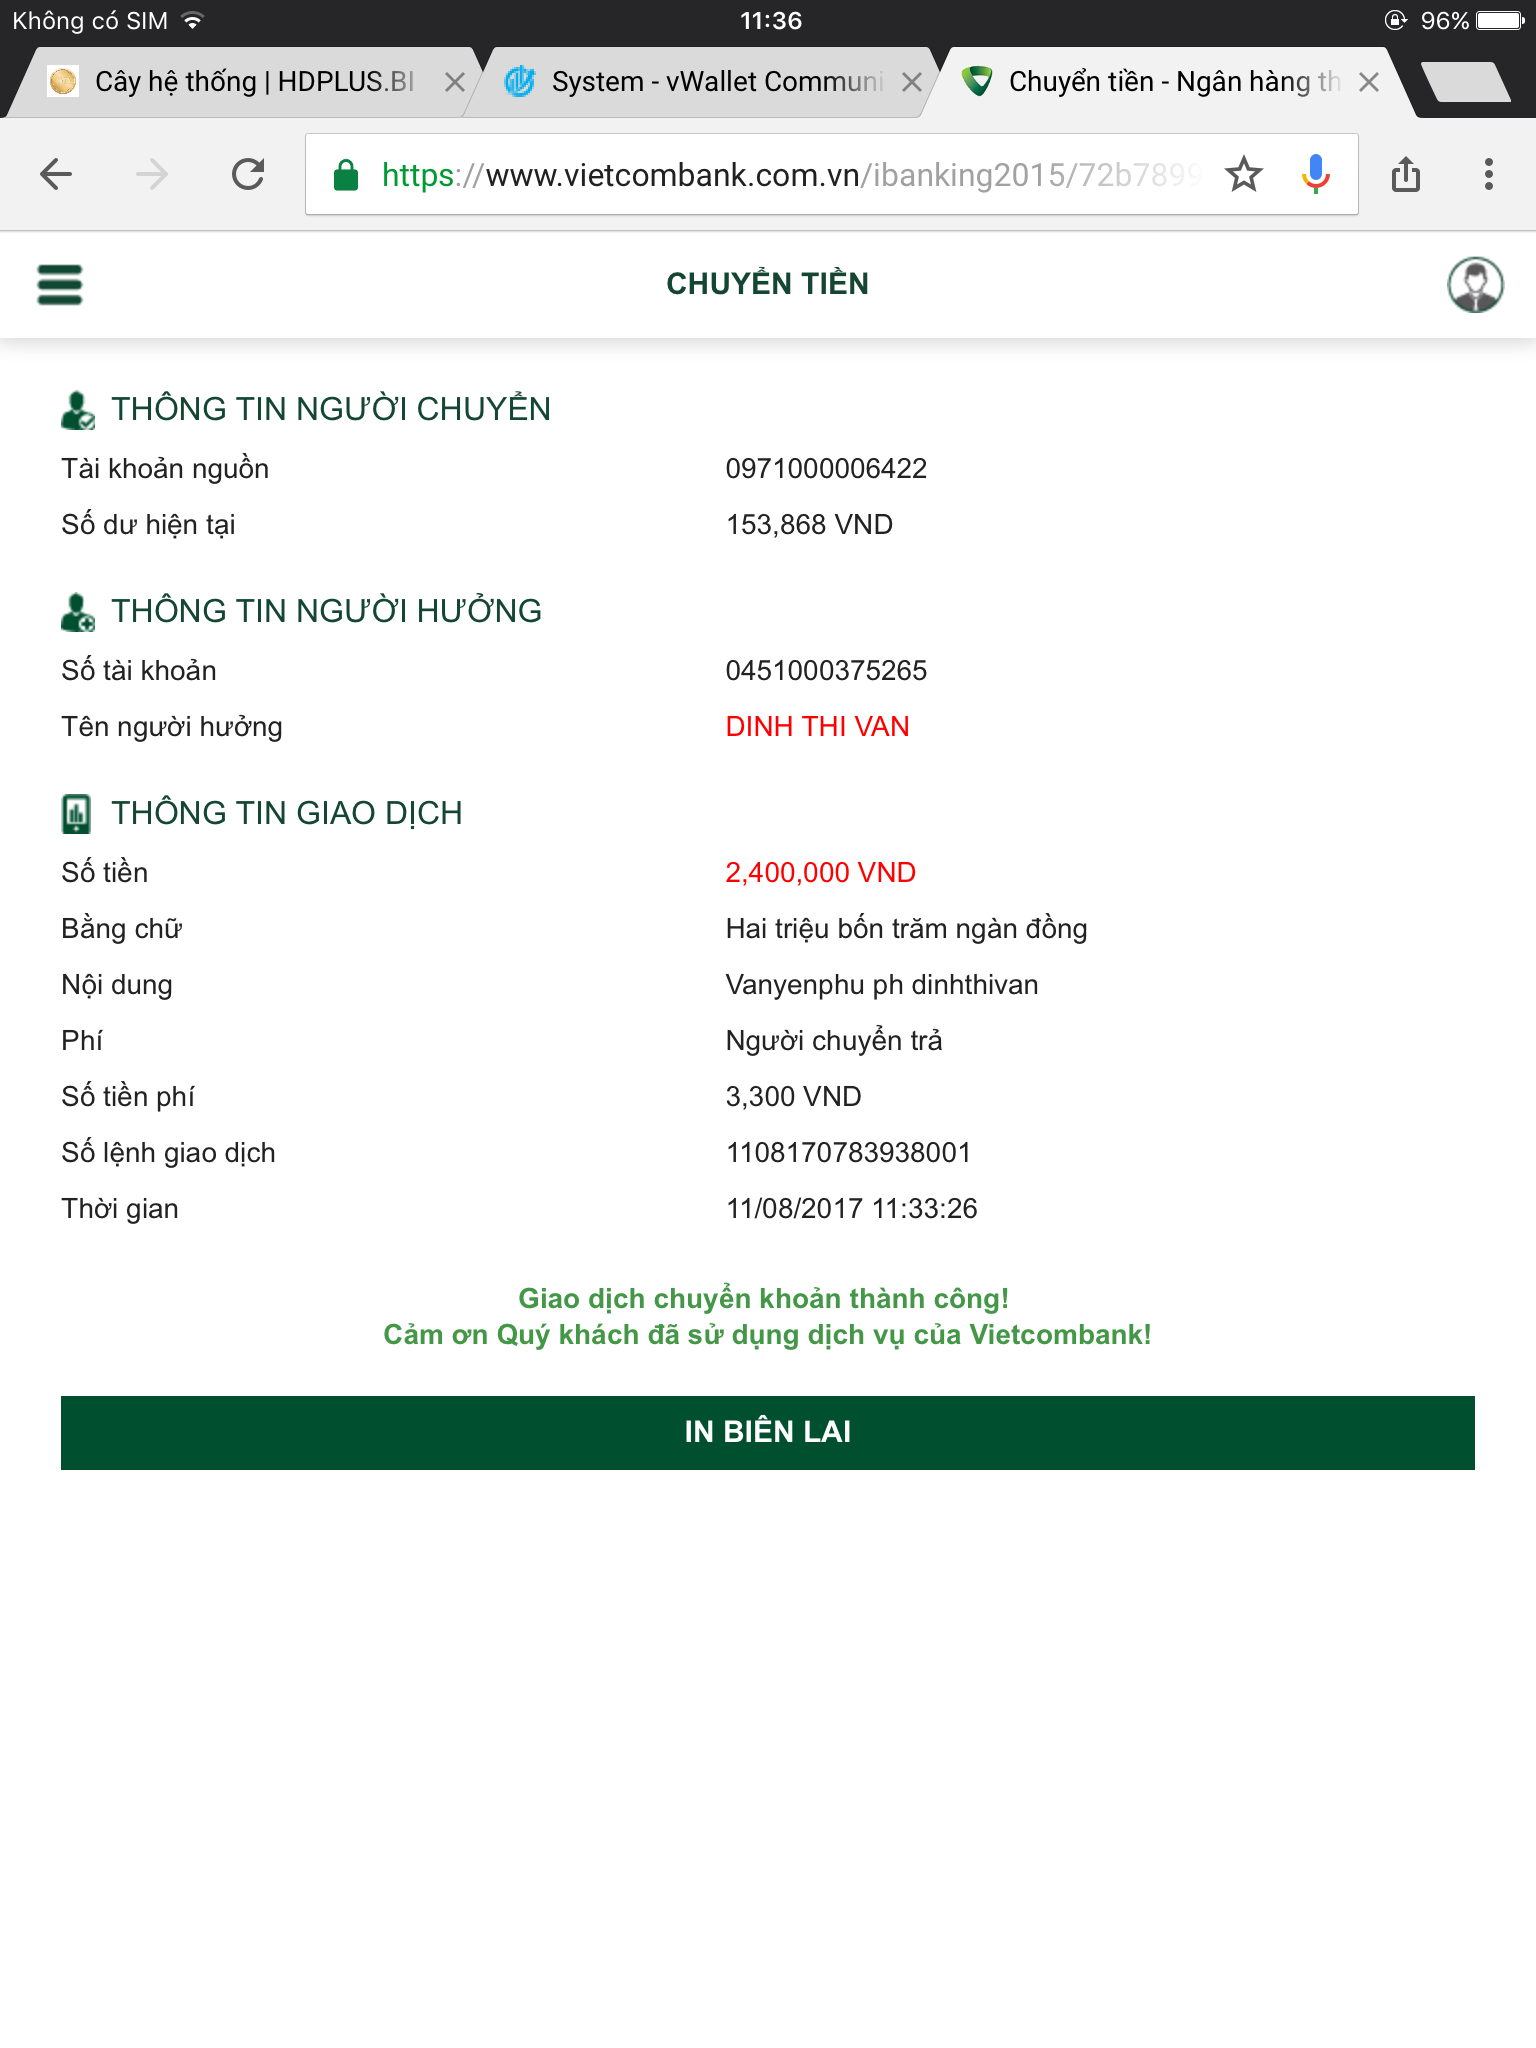 Không có SIM 11:36 96%
Cây hệ thống | HDPLUS.BI System - vWallet Communi Chuyển tiền - Ngân hàng th
https://www.vietcombank.com.vn/ibanking2015/72b7899
CHUYỂN TIỀN
THÔNG TIN NGƯỜI CHUYỂN
Tài khoản nguồn 0971000006422
Số dư hiện tại 153,868 VND
THÔNG TIN NGƯỜI HƯỞNG
Số tài khoản 0451000375265
Tên người hưởng DINH THI VAN
THÔNG TIN GIAO DỊCH
Số tiền 2,400,000 VND
Bằng chữ Hai triệu bốn trăm ngàn đồng
Nội dung Vanyenphu ph dinhthivan
Phí Người chuyển trả
Số tiền phí 3,300 VND
Số lệnh giao dịch 1108170783938001
Thời gian 11/08/2017 11:33:26
Giao dịch chuyển khoản thành công!
Cảm ơn Quý khách đã sử dụng dịch vụ của Vietcombank!
IN BIÊN LAI